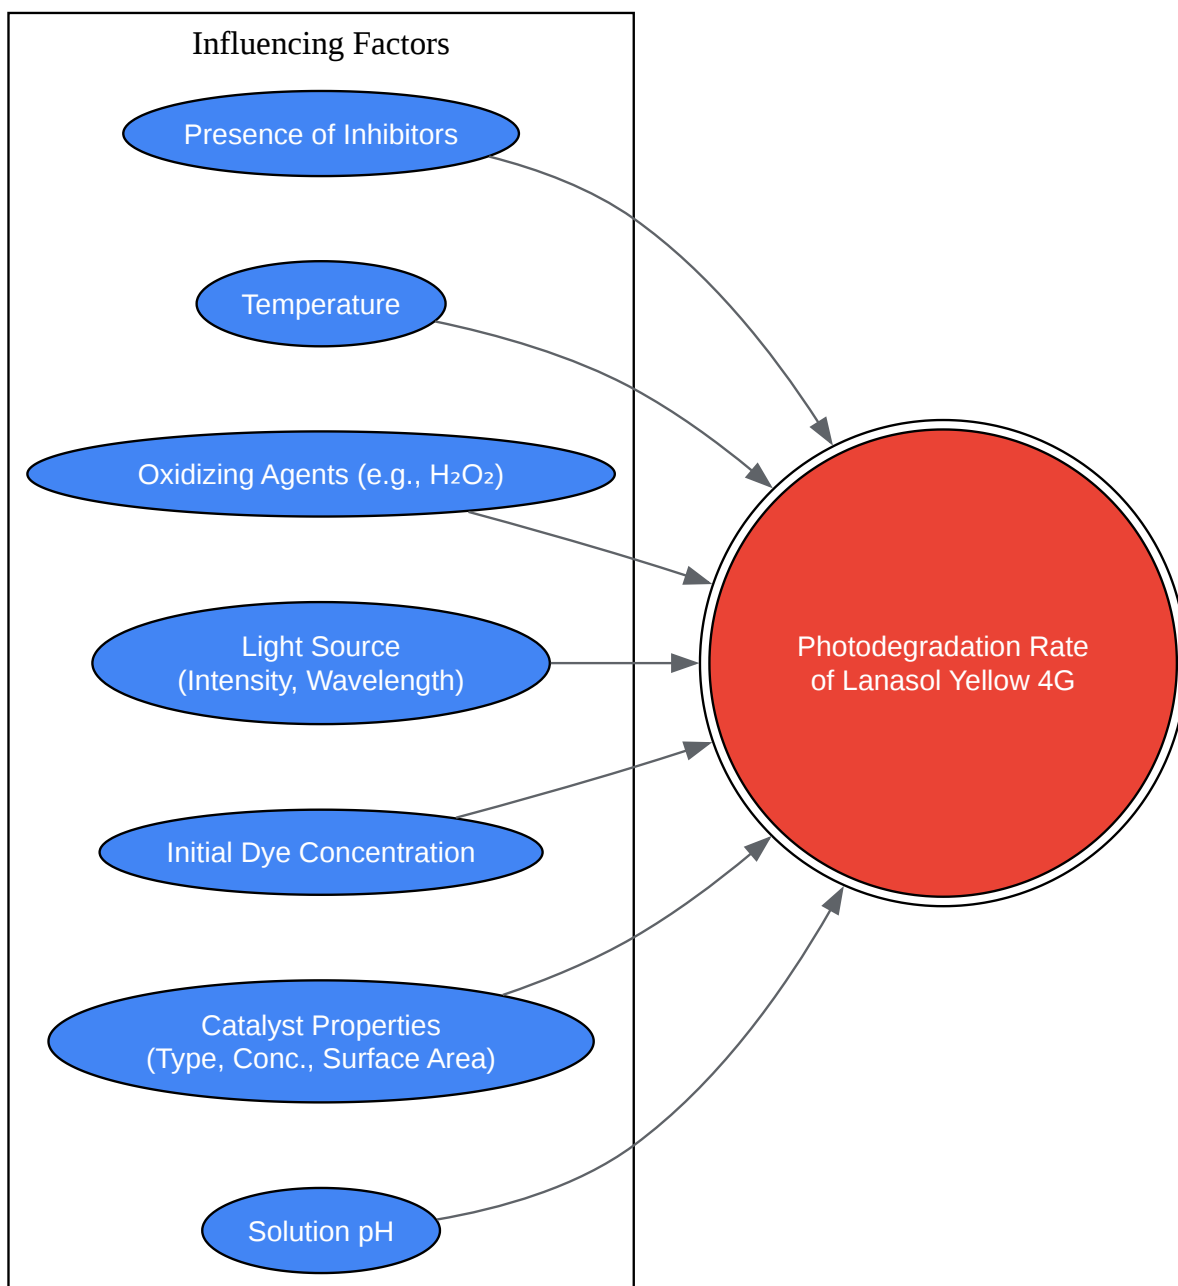 Influencing Factors
Presence of Inhibitors
Temperature
Oxidizing Agents (e.g., H₂O₂)
Light Source
(Intensity, Wavelength)
Photodegradation Rate
of Lanasol Yellow 4G
Initial Dye Concentration
Catalyst Properties
(Type, Conc., Surface Area)
Solution pH